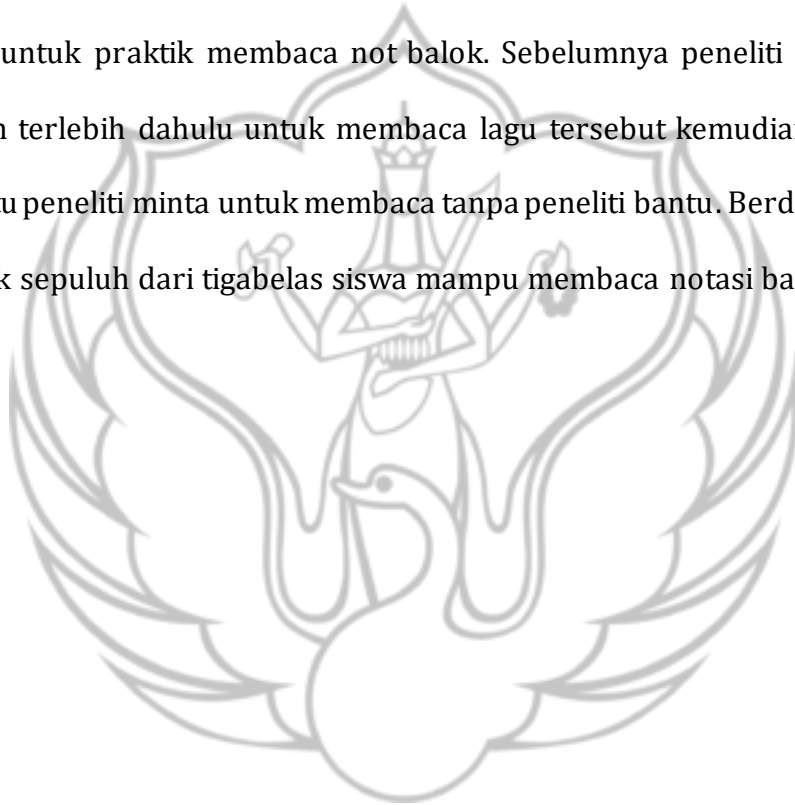 untuk praktik membaca not balok. Sebelumnya peneliti
terlebih dahulu untuk membaca lagu tersebut kemudian
peneliti minta untuk membaca tanpa peneliti bantu. Berd
sepuluh dari tigabelas siswa mampu membaca notasi ba